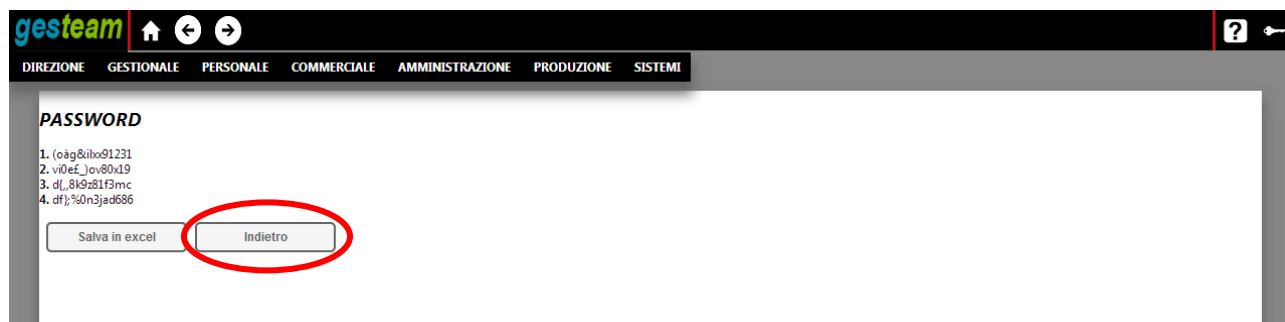 gesteam
?
DIREZIONE GESTIONALE PERSONALE COMMERCIALE AMMINISTRAZIONE PRODUZIONE SISTEMI
PASSWORD
1. (oàg&ilxx91231
2. vi0e£_)ov80x19
3. d(,,8k9z81f3mc
4. df);%0n3jad686
Salva in excel Indietro